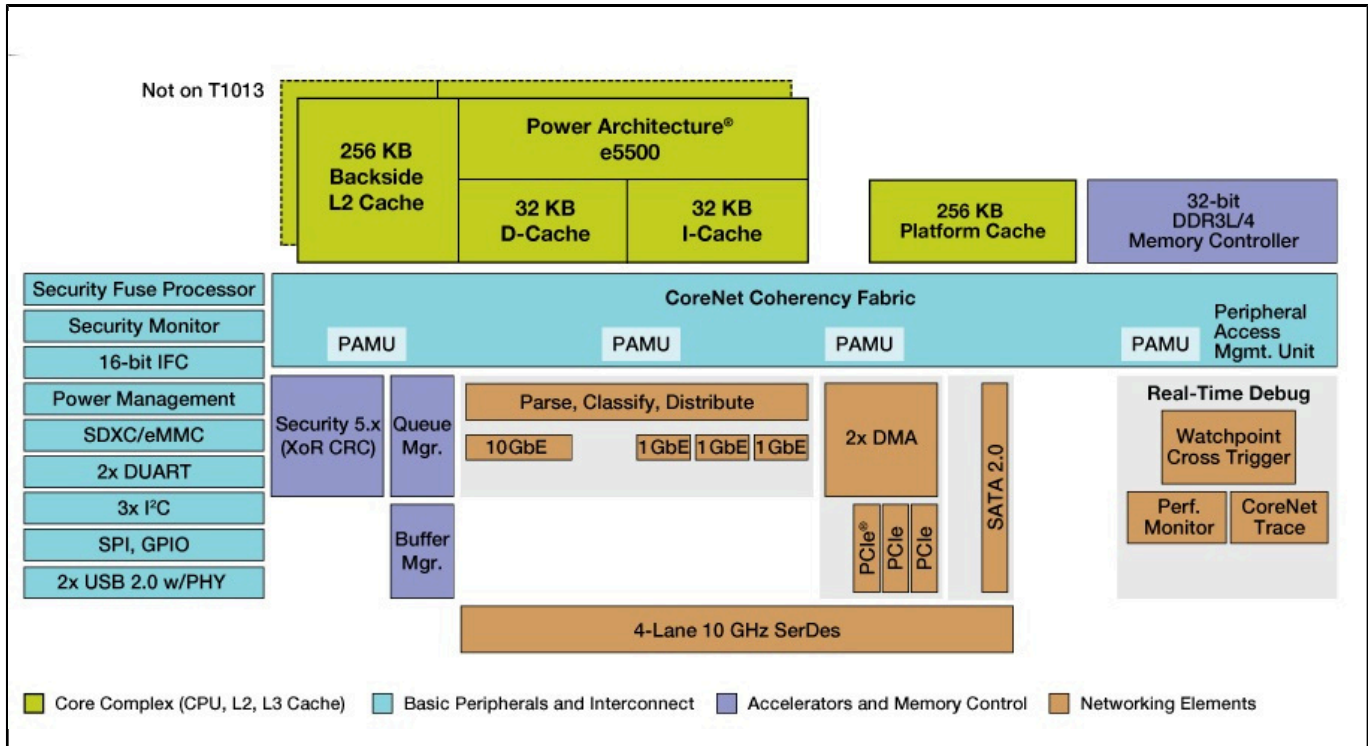 Not on T1013
256 KB
Backside
L2 Cache
Power Architecture®
e5500
32 KB
D-Cache
32 KB
I-Cache
256 KB
Platform Cache
32-bit
DDR3L/4
Memory Controller
Security Fuse Processor
Security Monitor
16-bit IFC
Power Management
SDXC/eMMC
2x DUART
3x I²C
SPI, GPIO
2x USB 2.0 w/PHY
CoreNet Coherency Fabric
PAMU
PAMU
PAMU
PAMU
Peripheral
Access
Mgmt. Unit
Security 5.x
(XoR CRC)
Queue
Mgr.
Buffer
Mgr.
Parse, Classify, Distribute
10GbE
1GbE
1GbE
1GbE
2x DMA
PCIe®
PCIe
PCIe
SATA 2.0
Real-Time Debug
Watchpoint
Cross Trigger
Perf.
Monitor
CoreNet
Trace
4-Lane 10 GHz SerDes
Core Complex (CPU, L2, L3 Cache)
Basic Peripherals and Interconnect
Accelerators and Memory Control
Networking Elements